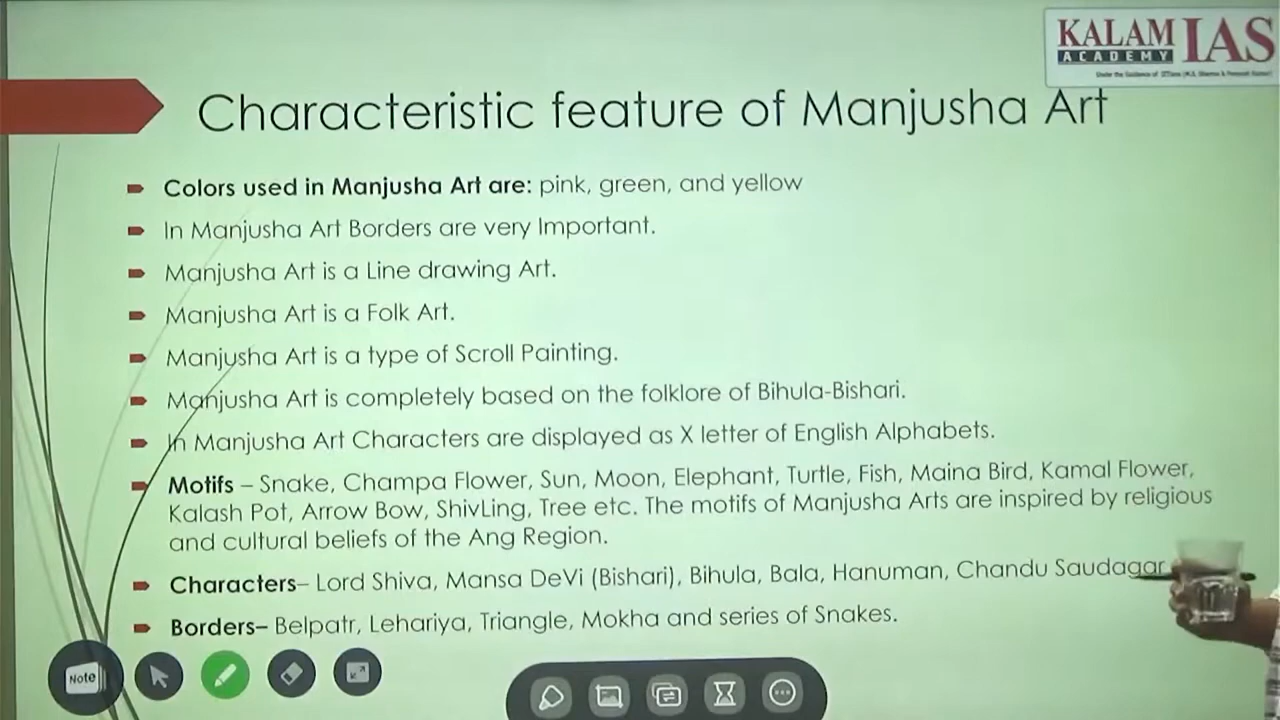 KALAM IAS
ACADEMY
Characteristic feature of Manjusha Art
Colors used in Manjusha Art are: pink, green, and yellow
In Manjusha Art Borders are very Important.
Manjusha Art is a Line drawing Art.
Manjusha Art is a Folk Art.
Manjusha Art is a type of Scroll Painting.
Manjusha Art is completely based on the folklore of Bihula-Bishari.
In Manjusha Art Characters are displayed as X letter of English Alphabets.
Motifs – Snake, Champa Flower, Sun, Moon, Elephant, Turtle, Fish, Maina Bird, Kamal Flower,
Kalash Pot, Arrow Bow, ShivLing, Tree etc. The motifs of Manjusha Arts are inspired by religious
and cultural beliefs of the Ang Region.
Characters– Lord Shiva, Mansa DeVi (Bishari), Bihula, Bala, Hanuman, Chandu Saudagar
Borders– Belpatr, Lehariya, Triangle, Mokha and series of Snakes.
Note